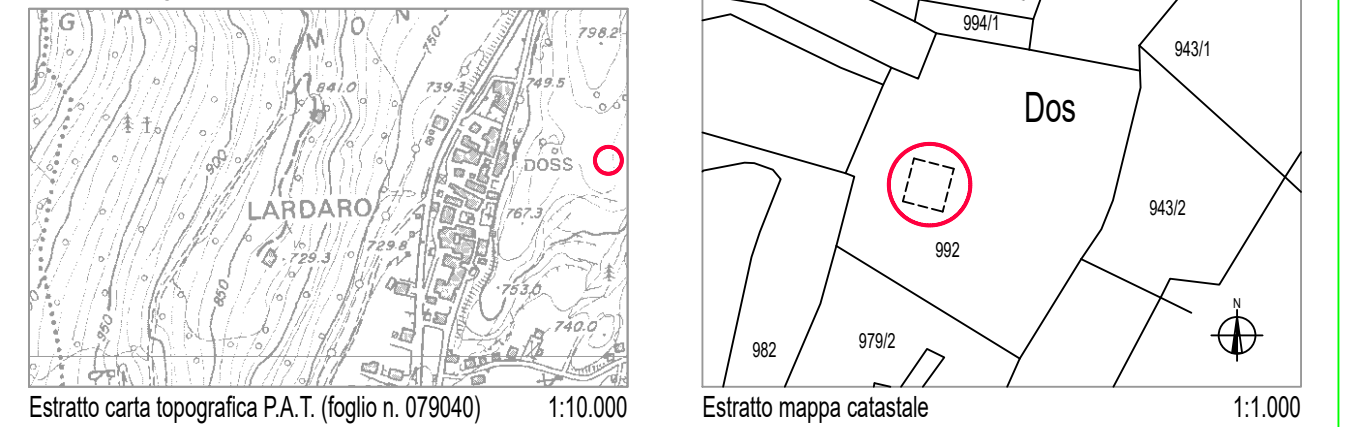 G A M O N
798.2
750
841.0
739.3
749.5
900
DOSS
LARDARO
767.3
729.8
729.3
850
753.0
950
740.0
Estratto carta topografica P.A.T. (foglio n. 079040) 1:10.000
994/1
943/1
Dos
943/2
992
N
979/2
982
Estratto mappa catastale 1:1.000